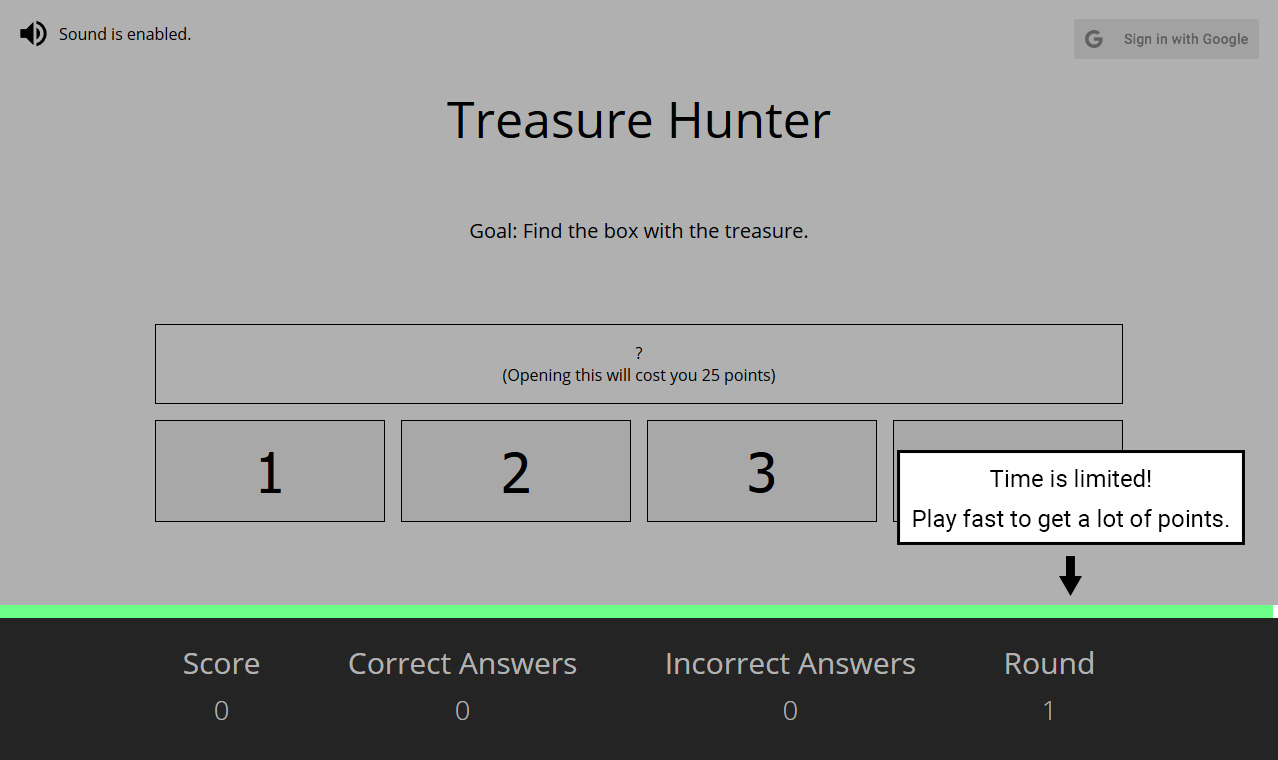 Sound is enabled.
Sign in with Google
Treasure Hunter
Goal: Find the box with the treasure.
?
(Opening this will cost you 25 points)
1
2
3
Time is limited!
Play fast to get a lot of points.
Score
Correct Answers
Incorrect Answers
Round
0
0
0
1